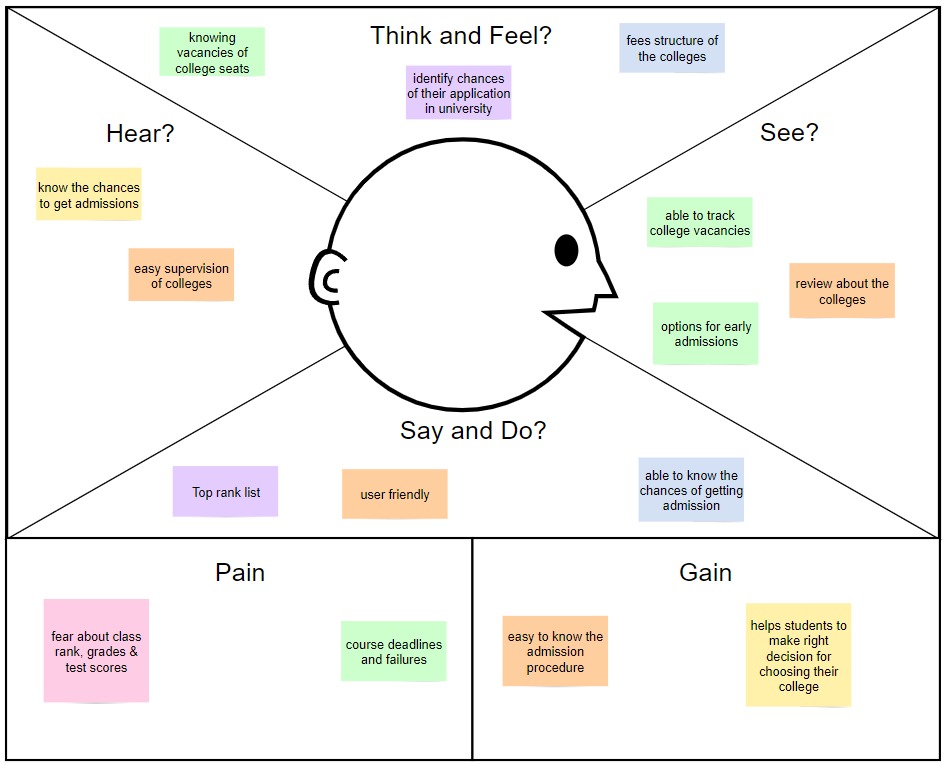 Think and Feel?
knowing
vacancies of
college seats
identify chances
of their application
in university
fees structure of
the colleges
Hear?
know the chances
to get admissions
easy supervision
of colleges
See?
able to track
college vacancies
review about the
colleges
options for early
admissions
Say and Do?
Top rank list
user friendly
able to know the
chances of getting
admission
Pain
fear about class
rank, grades &
test scores
course deadlines
and failures
Gain
easy to know the
admission
procedure
helps students to
make right
decision for
choosing their
college